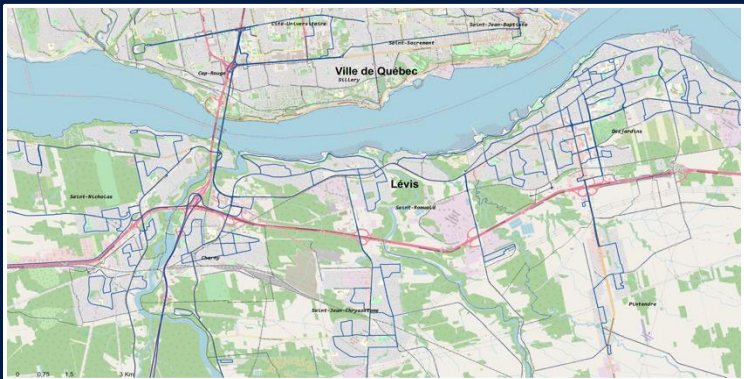 Cité-Universitaire
Saint-Jean-Baptiste
Saint-Sacrement
Cap-Rouge
Ville de Québec
Sillery
Desjardins
Lévis
Saint-Nicholas
Saint-Romuald
Charny
Saint-Jean-Chrysostome
Pintendre
0 0,75 1,5 3 Km